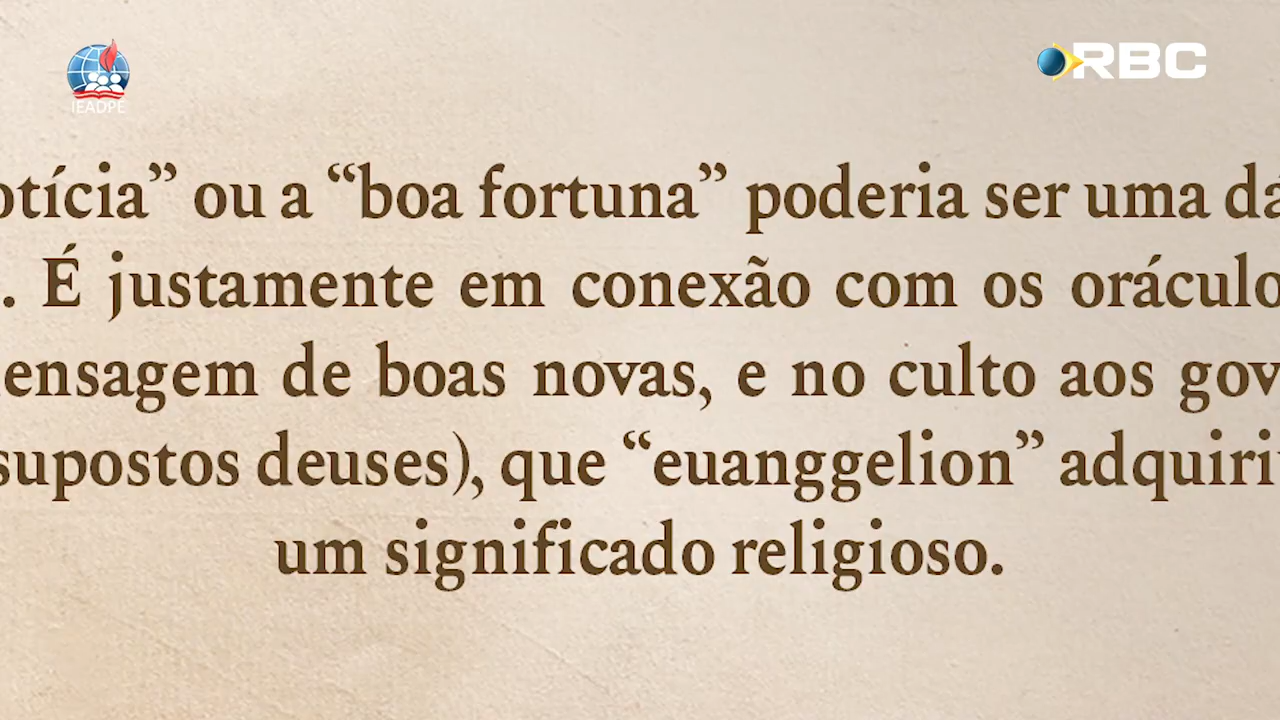 IEADPE
RBC
otícia” ou a “boa fortuna” poderia ser uma dá
. É justamente em conexão com os oráculo
ensagem de boas novas, e no culto aos gov
supostos deuses), que “euanggelion” adquiri
um significado religioso.